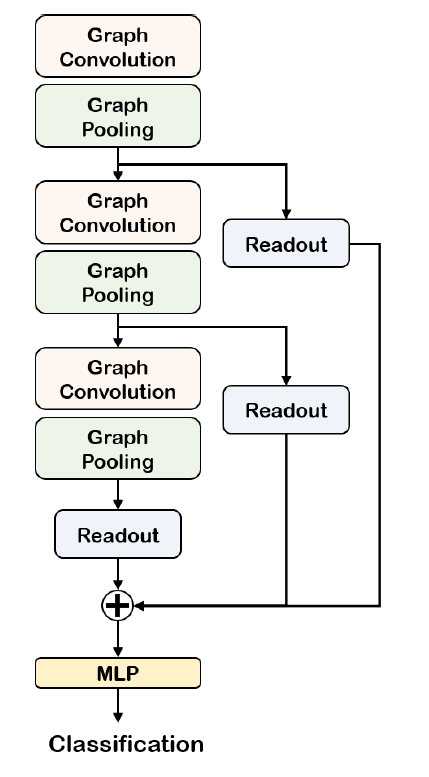 Graph
Convolution
Graph
Pooling
Graph
Convolution
Readout
Graph
Pooling
Graph
Convolution
Readout
Graph
Pooling
Readout
MLP
Classification